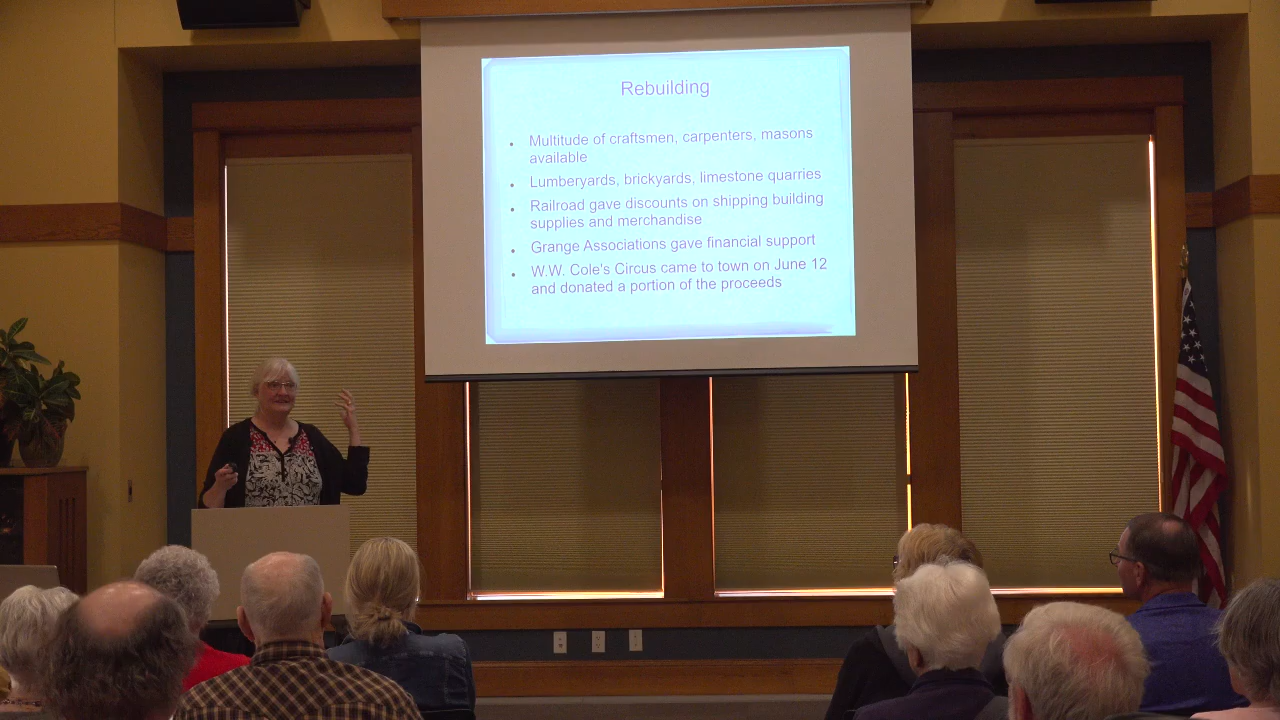 Rebuilding
• Multitude of craftsmen, carpenters, masons
available
• Lumberyards, brickyards, limestone quarries
• Railroad gave discounts on shipping building
supplies and merchandise
• Grange Associations gave financial support
• W.W. Cole's Circus came to town on June 12
and donated a portion of the proceeds